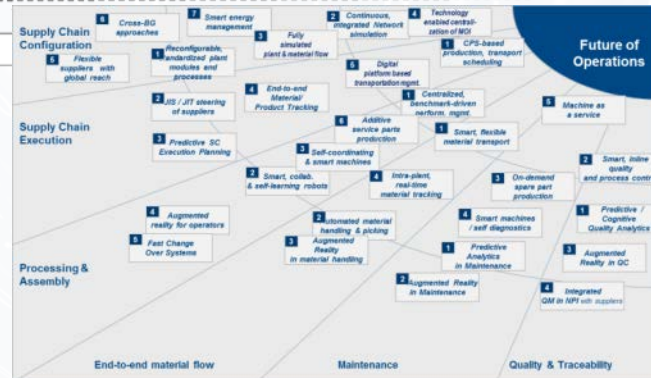 Supply Chain
Configuration
6
Cross-BG
approaches
7
Smart energy
management
2
Continuous,
integrated Network
simulation
4
Technology
enabled centrali-
zation of MOI
5
Flexible
suppliers with
global reach
1
Reconfigurable,
standardized plant
modules and
processes
3
Fully
simulated
plant & material flow
1
CPS-based
production, transport
scheduling
Future of
Operations
5
Digital
platform based
transportation mgmt.
Supply Chain
Execution
2
JIS / JIT steering
of suppliers
4
End-to-end
Material/
Product Tracking
1
Centralized,
benchmark-driven
perform. mgmt.
5
Machine as
a service
3
Predictive SC
Execution Planning
6
Additive
service parts
production
1
Smart, flexible
material transport
3
Self-coordinating
& smart machines
2
Smart, inline
quality
and process contr
2
Smart, collab.
& self-learning robots
4
Intra-plant,
real-time
material tracking
3
On-demand
spare part
production
4
Augmented
reality for operators
2
Automated material
handling & picking
4
Smart machines
/ self diagnostics
1
Predictive /
Cognitive
Quality Analytics
5
Fast Change
Over Systems
3
Augmented
Reality
in material handling
1
Predictive
Analytics
in Maintenance
3
Augmented
Reality in QC
Processing &
Assembly
2
Augmented Reality
in Maintenance
4
Integrated
QM in NPI with suppliers
End-to-end material flow
Maintenance
Quality & Traceability